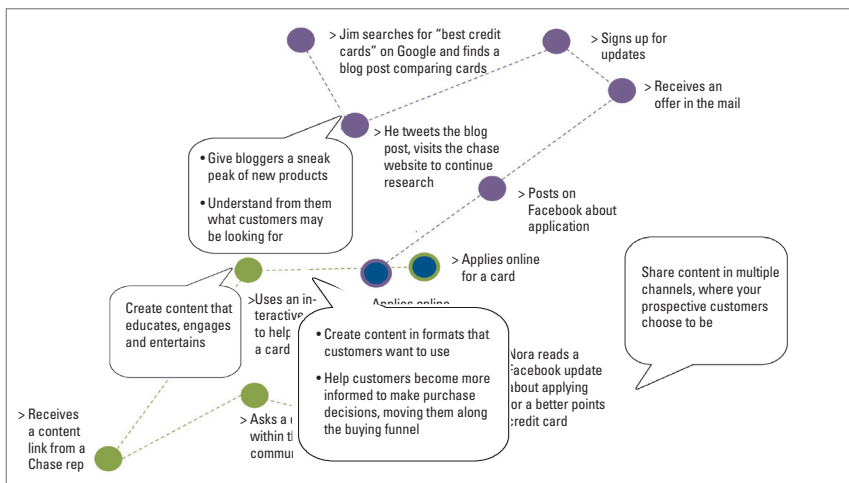 > Jim searches for "best credit
cards" on Google and finds a
blog post comparing cards
> Signs up for
updates
> Receives an
offer in the mail
> He tweets the blog
post, visits the chase
website to continue
research
• Give bloggers a sneak
peak of new products
• Understand from them
what customers may
be looking for
> Posts on
Facebook about
application
> Applies online
for a card
Applies online
Share content in multiple
channels, where your
prospective customers
choose to be
Create content that
educates, engages
and entertains
>Uses an in-
teractive
to help
a card
• Create content in formats that
customers want to use
• Help customers become more
informed to make purchase
decisions, moving them along
the buying funnel
Nora reads a
Facebook update
about applying
or a better points
credit card
> Receives
a content
link from a
Chase rep
> Asks a
within